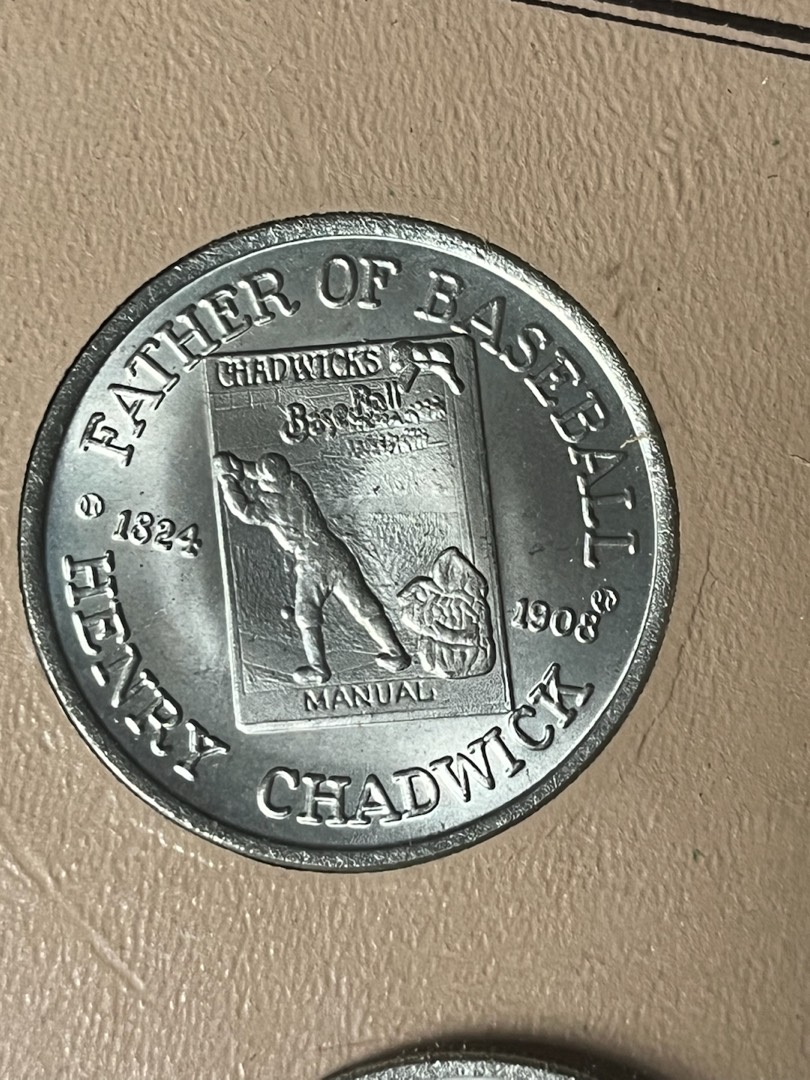 FATHER OF BASEBALL
CHADWICKS
Base Ball
1824
1908
MANUAL
HENRY CHADWICK